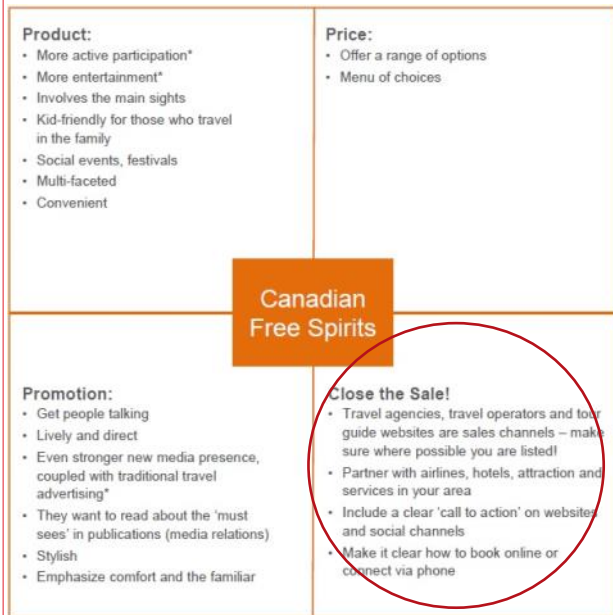 Product:
• More active participation*
• More entertainment*
• Involves the main sights
• Kid-friendly for those who travel
in the family
• Social events, festivals
• Multi-faceted
• Convenient
Price:
• Offer a range of options
• Menu of choices
Canadian
Free Spirits
Promotion:
• Get people talking
• Lively and direct
• Even stronger new media presence,
coupled with traditional travel
advertising*
• They want to read about the ‘must
sees’ in publications (media relations)
• Stylish
• Emphasize comfort and the familiar
Close the Sale!
• Travel agencies, travel operators and tour
guide websites are sales channels – make
sure where possible you are listed!
• Partner with airlines, hotels, attraction and
services in your area
• Include a clear ‘call to action’ on websites
and social channels
• Make it clear how to book online or
connect via phone